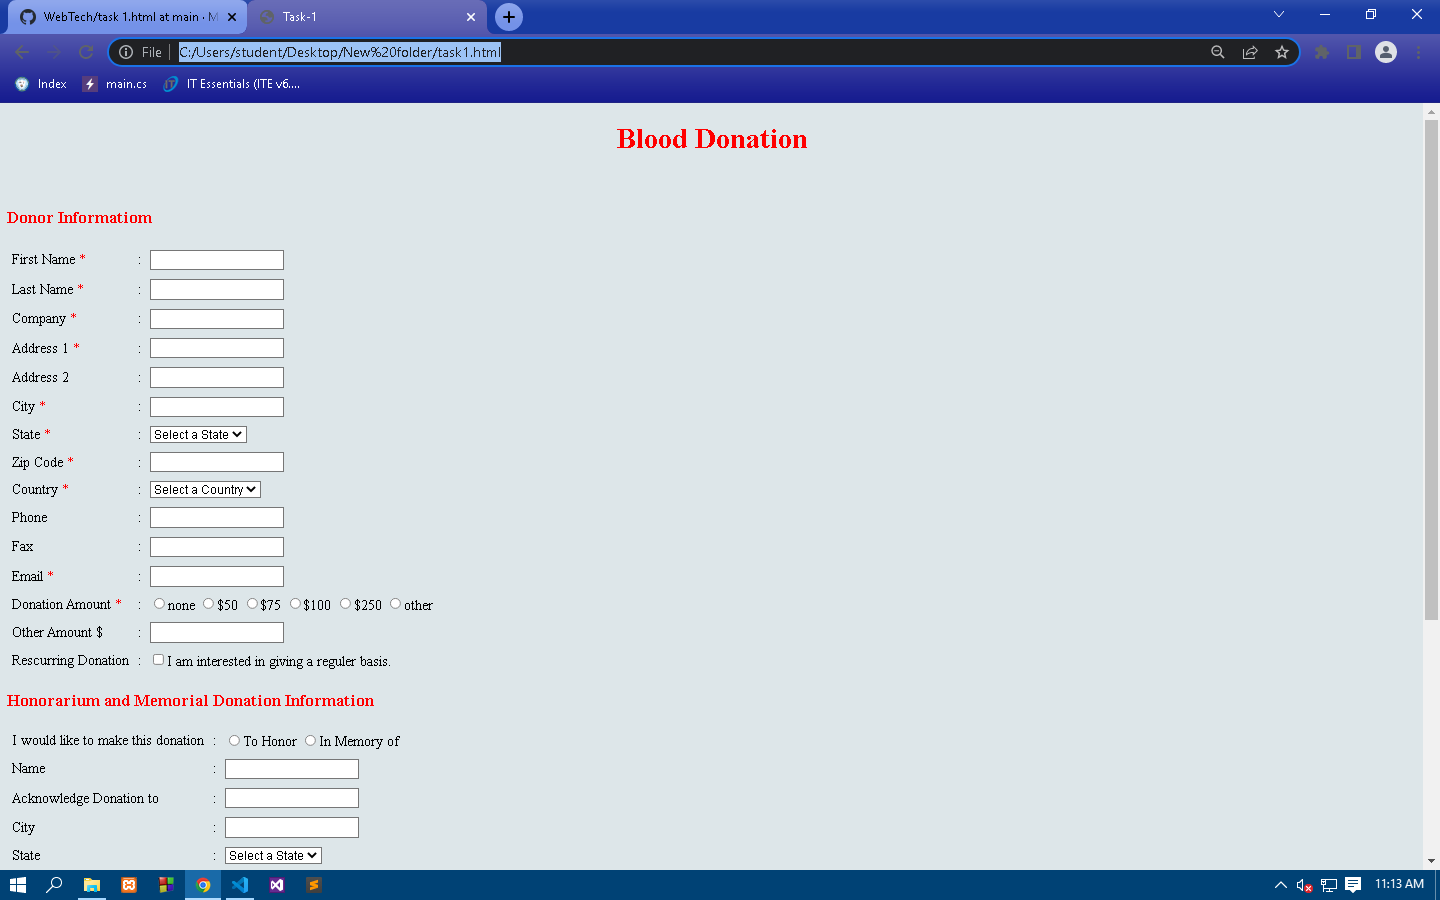 WebTech/task 1.html at main · M
Task-1
File
C:/Users/student/Desktop/New%20folder/task1.html
Index
main.cs
IT Essentials (ITE v6....
Blood Donation
Donor Informatiom
First Name * :
Last Name * :
Company * :
Address 1 * :
Address 2 :
City * :
State * : Select a State
Zip Code * :
Country * : Select a Country
Phone :
Fax :
Email * :
Donation Amount * : none $50 $75 $100 $250 other
Other Amount $ :
Rescurring Donation : I am interested in giving a reguler basis.
Honorarium and Memorial Donation Information
I would like to make this donation : To Honor In Memory of
Name :
Acknowledge Donation to :
City :
State : Select a State
11:13 AM